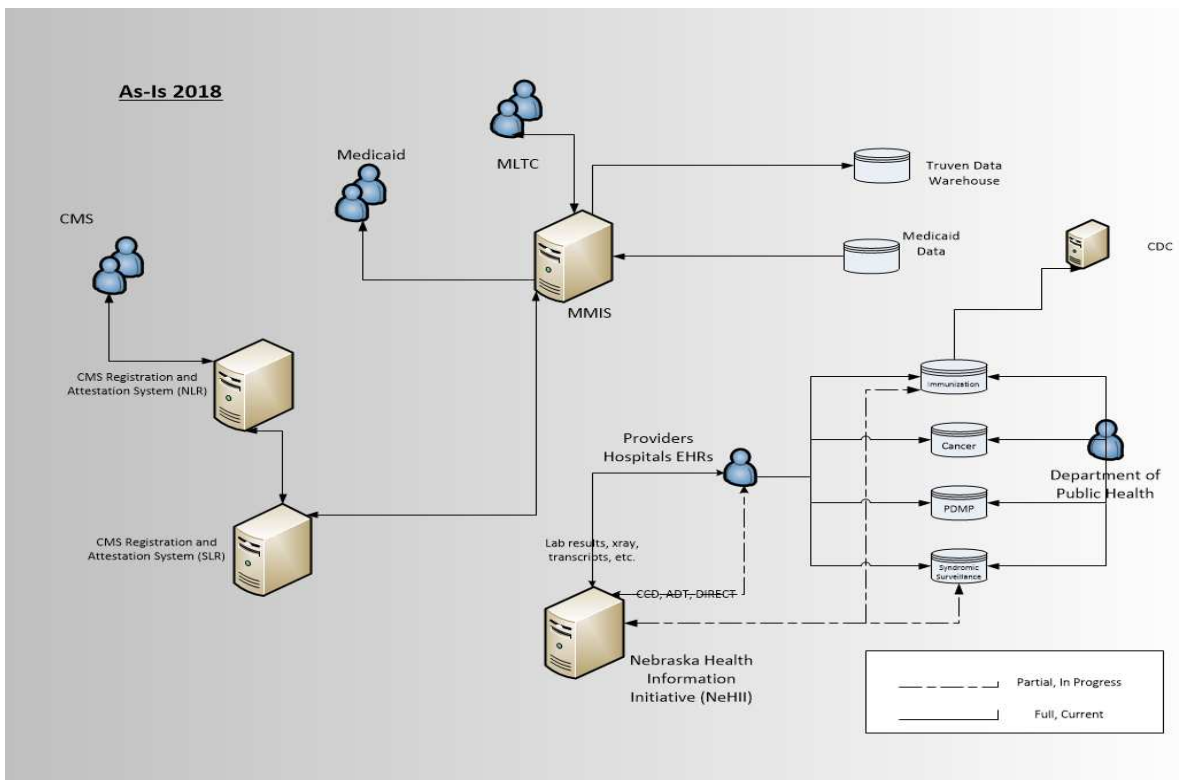 As-Is 2018
MLTC
Medicaid
CMS
Truven Data
Warehouse
Medicaid
Data
CDC
MMIS
CMS Registration and
Attestation System (NLR)
Immunization
Providers
Hospitals EHRs
Cancer
Department of
Public Health
PDMP
CMS Registration and
Attestation System (SLR)
Lab results, xray,
transcripts, etc.
Syndromic
Surveillance
CCD, ADT, DIRECT
Nebraska Health
Information
Initiative (NeHII)
Partial, In Progress
Full, Current